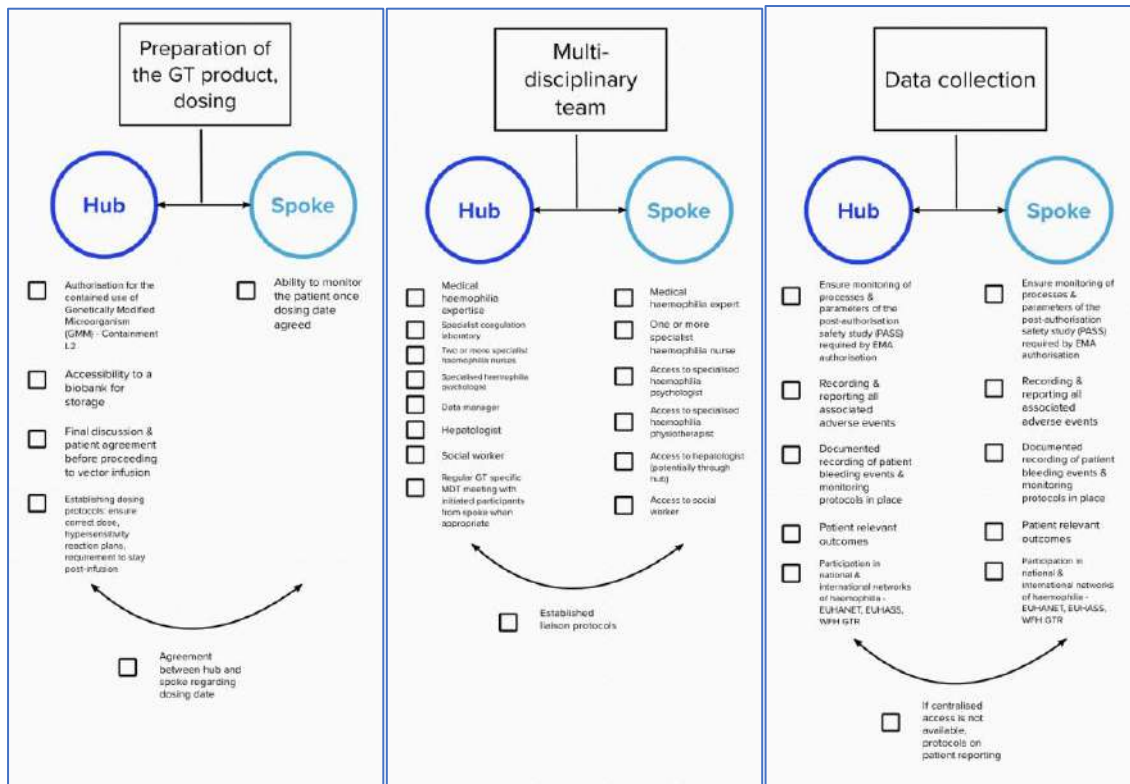 Preparation of
the GT product,
dosing
Hub
Spoke
Authorisation for the
contained use of
Genetically Modified
Microorganism
(GMM) - Containment
L2
Accessibility to a
biobank for
storage
Final discussion &
patient agreement
before proceeding
to vector infusion
Establishing dosing
protocols: ensure
correct dose,
hypersensitivity
reaction plans,
requirement to stay
post-infusion
Ability to monitor
the patient once
dosing date
agreed
Agreement
between hub and
spoke regarding
dosing date
Multi-
disciplinary
team
Hub
Spoke
Medical
haemophilia
expertise
Specialist coagulation
laboratory
Two or more specialist
haemophilia nurses
Specialised haemophilia
psychologist
Data manager
Hepatologist
Social worker
Regular GT specific
MDT meeting with
initiated participants
from spoke when
appropriate
Medical
haemophilia expert
One or more
specialist
haemophilia nurse
Access to specialised
haemophilia
psychologist
Access to specialised
haemophilia
physiotherapist
Access to hepatologist
(potentially through
hub)
Access to social
worker
Established
liaison protocols
Data collection
Hub
Spoke
Ensure monitoring of
processes &
parameters of the
post-authorisation
safety study (PASS)
required by EMA
authorisation
Recording &
reporting all
associated
adverse events
Documented
recording of patient
bleeding events &
monitoring
protocols in place
Patient relevant
outcomes
Participation in
national &
international networks
of haemophilia -
EUHANET, EUHASS,
WFH GTR
Ensure monitoring of
processes &
parameters of the
post-authorisation
safety study (PASS)
required by EMA
authorisation
Recording &
reporting all
associated
adverse events
Documented
recording of patient
bleeding events &
monitoring
protocols in place
Patient relevant
outcomes
Participation in
national &
international networks
of haemophilia -
EUHANET, EUHASS,
WFH GTR
If centralised
access is not
available,
protocols on
patient reporting